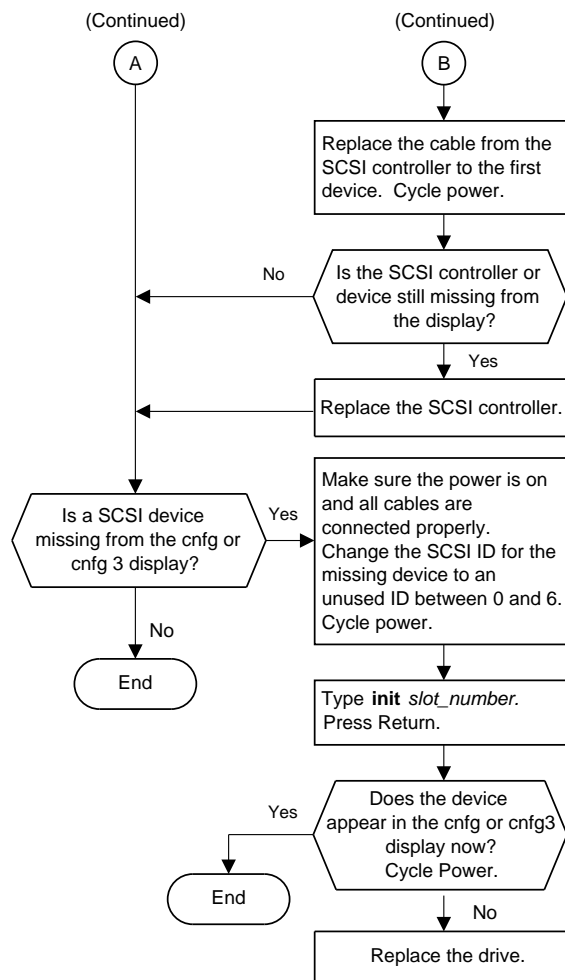 (Continued)
(Continued)
A
B
Replace the cable from the
SCSI controller to the first
device.  Cycle power.
No
Is the SCSI controller or
device still missing from
the display?
Yes
Replace the SCSI controller.
Is a SCSI device
missing from the cnfg or
cnfg 3 display?
Yes
Make sure the power is on
and all cables are
connected properly.
Change the SCSI ID for the
missing device to an
unused ID between 0 and 6.
Cycle power.
No
End
Type init slot_number.
Press Return.
Yes
Does the device
appear in the cnfg or cnfg3
display now?
Cycle Power.
End
No
Replace the drive.